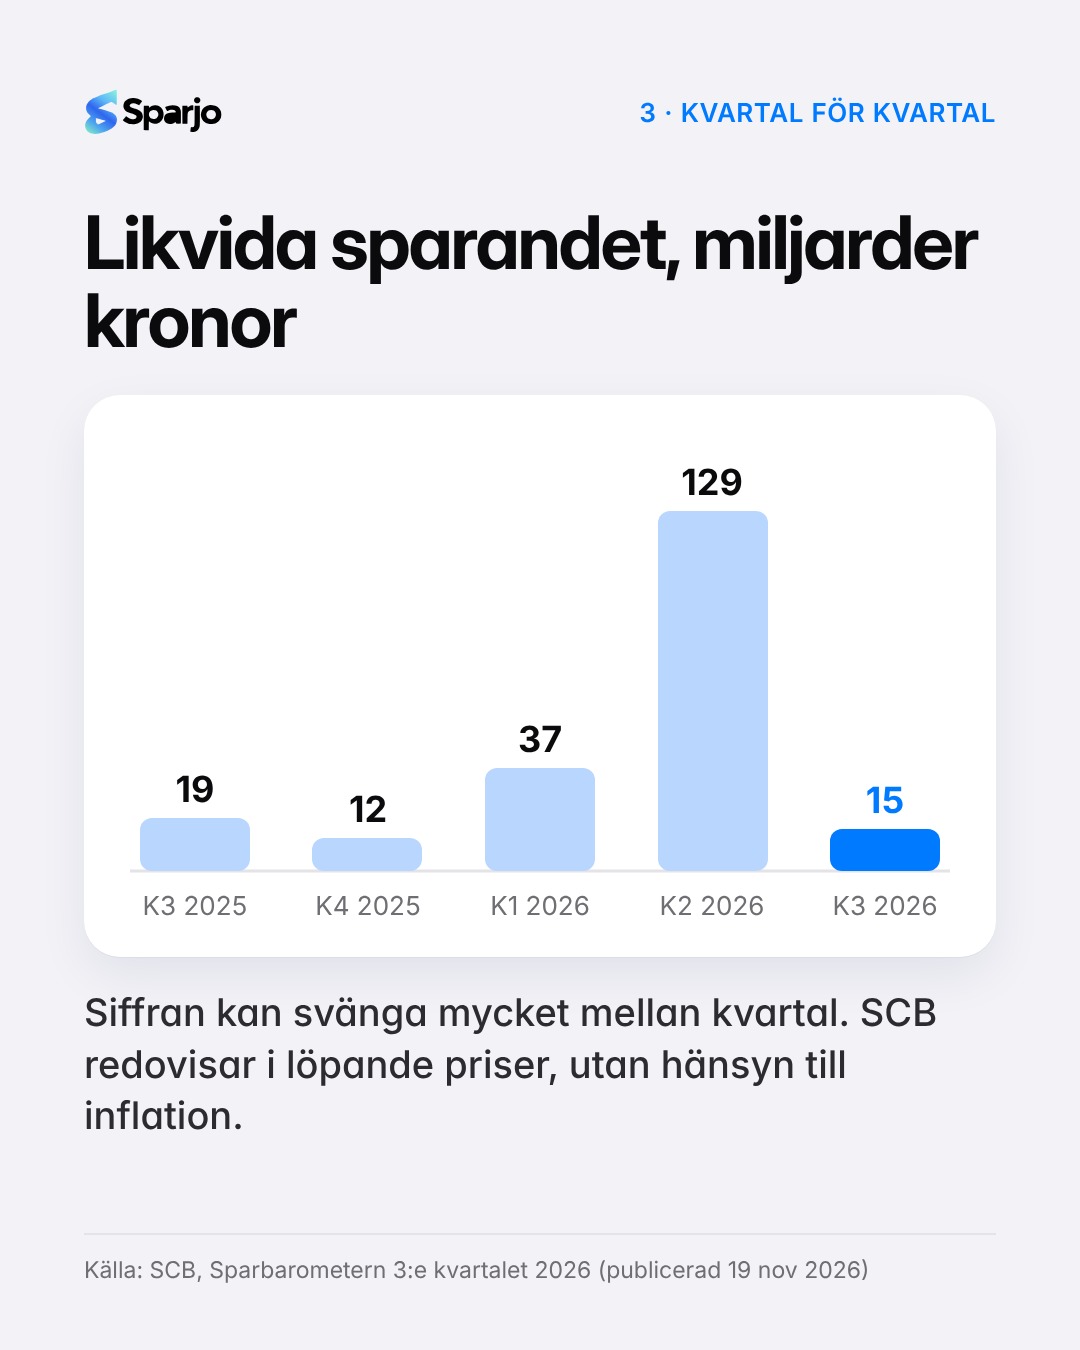 Sparjo
3 · KVARTAL FÖR KVARTAL
Likvida sparandet, miljarder
kronor
129
37
19
12
15
K3 2025
K4 2025
K1 2026
K2 2026
K3 2026
Siffran kan svänga mycket mellan kvartal. SCB
redovisar i löpande priser, utan hänsyn till
inflation.
Källa: SCB, Sparbarometern 3:e kvartalet 2026 (publicerad 19 nov 2026)